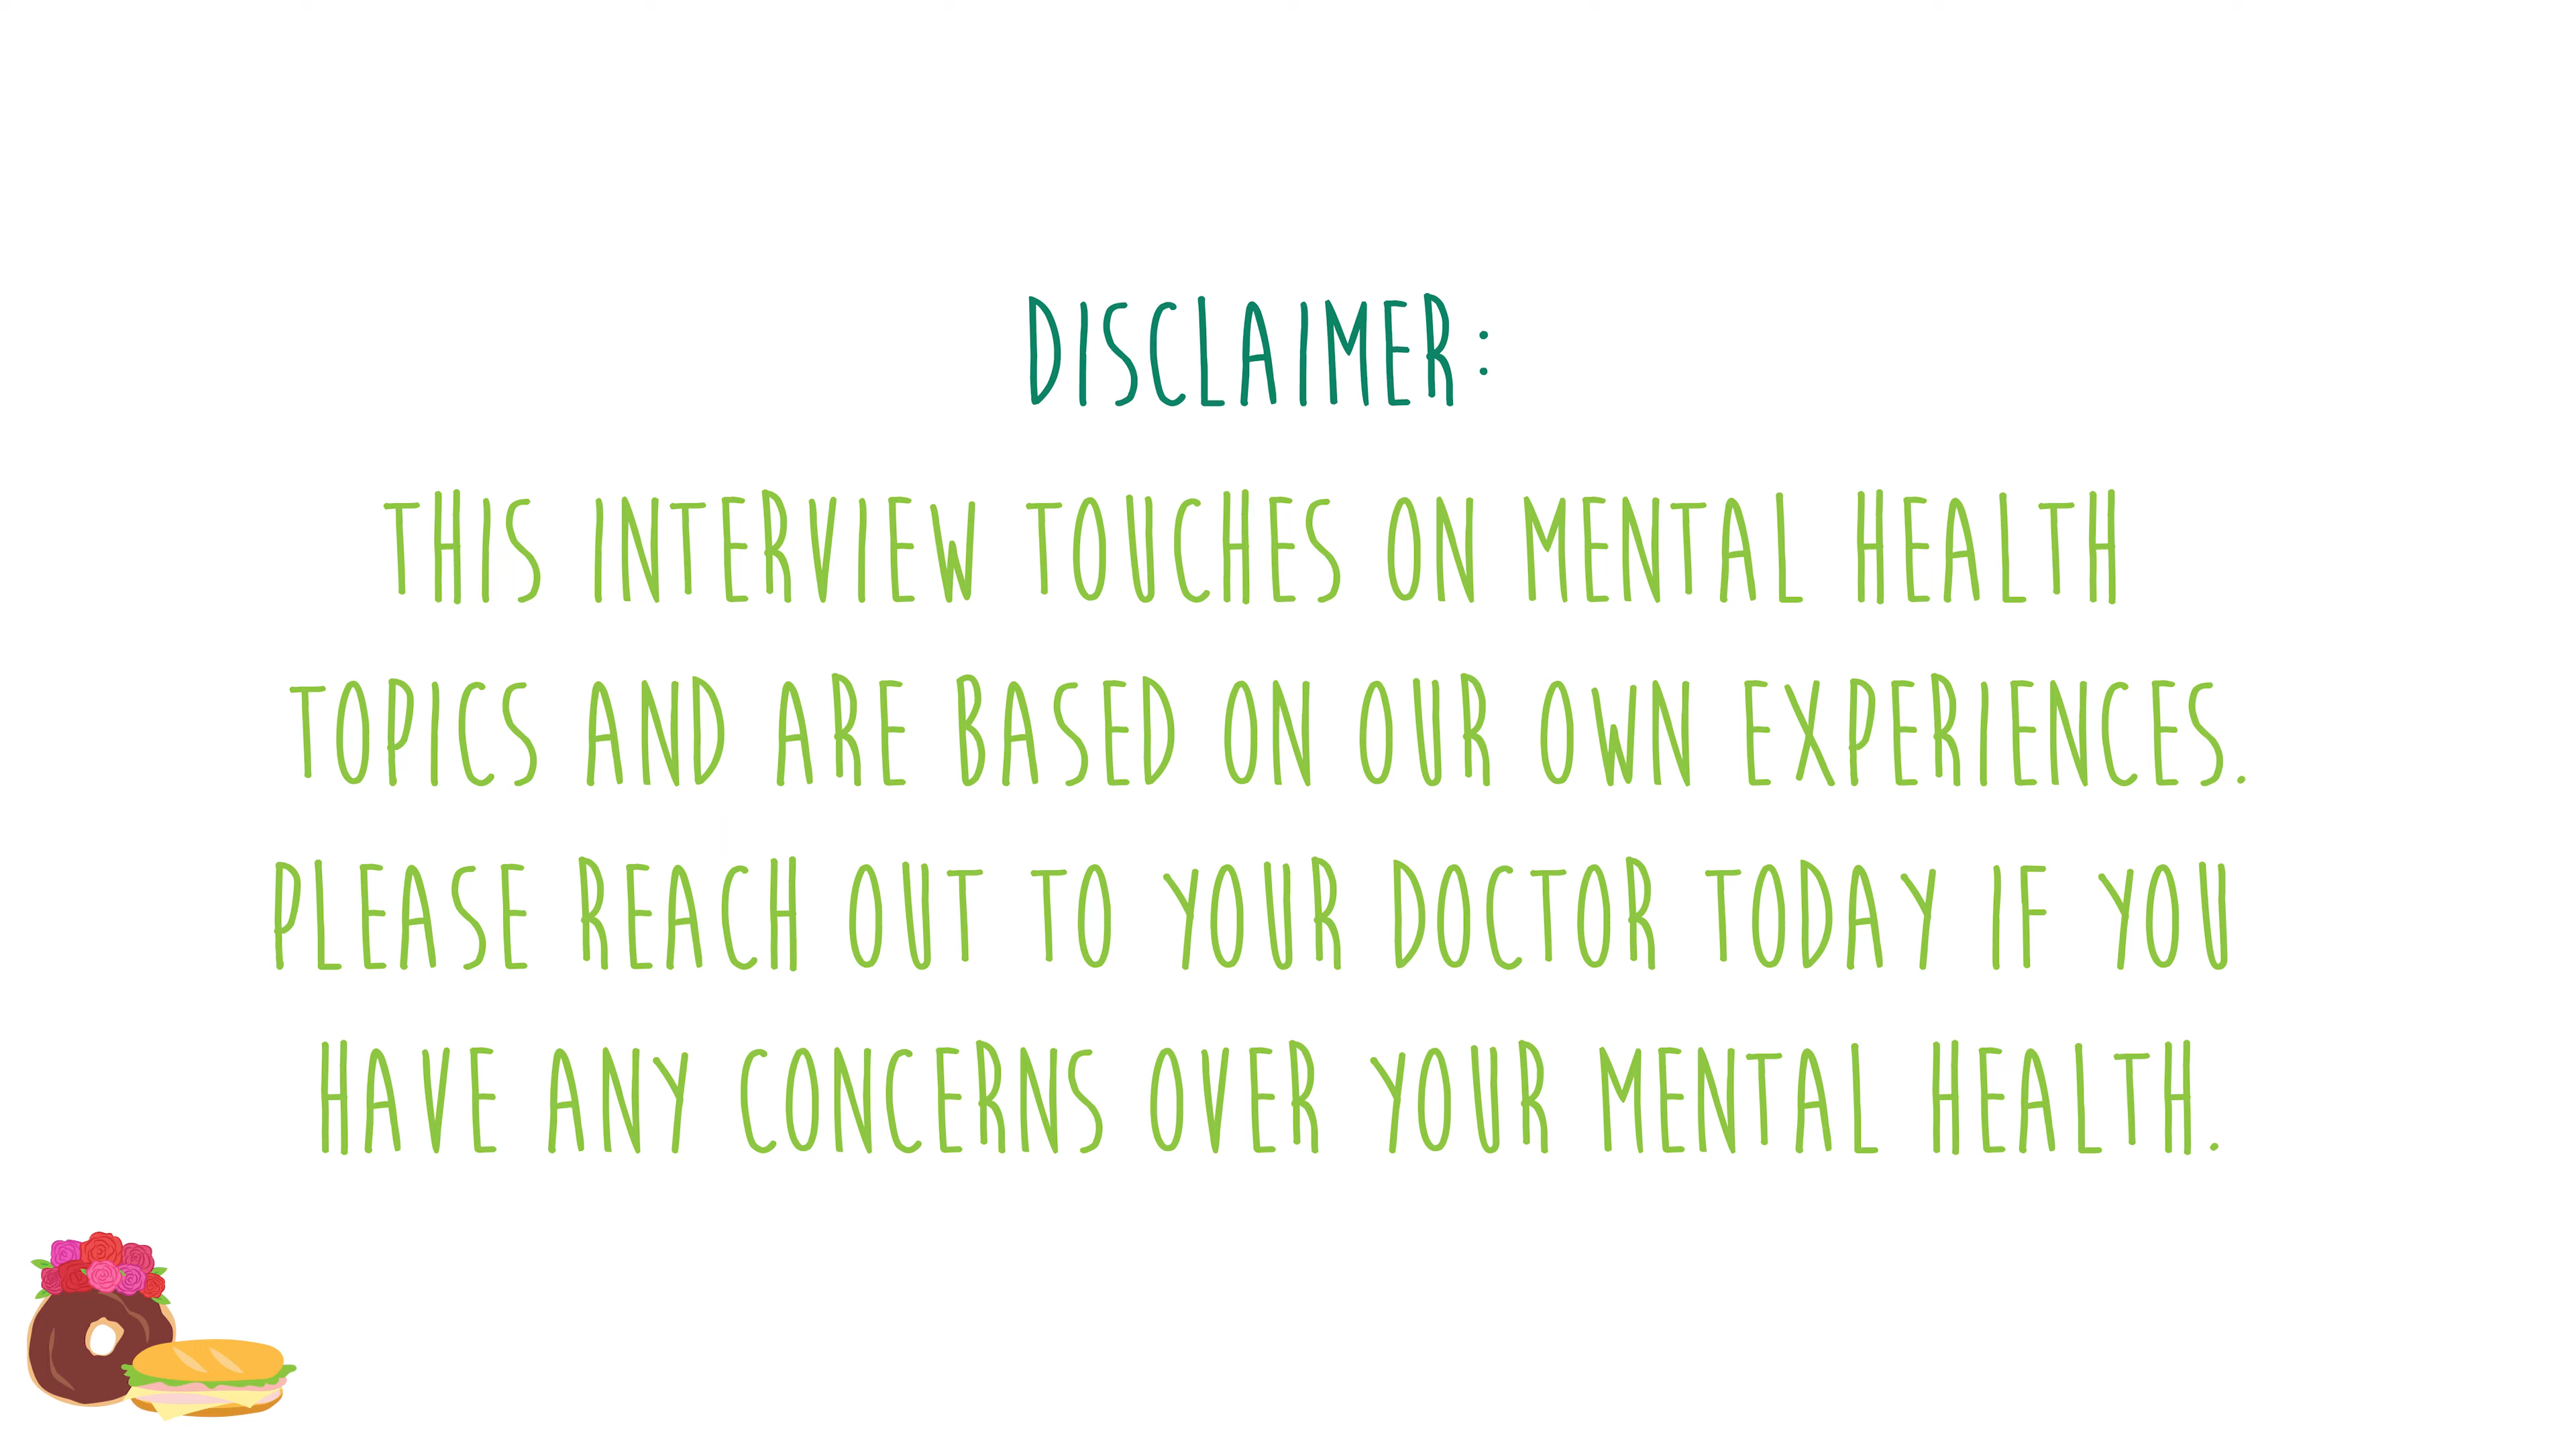 DISCLAIMER:
THIS INTERVIEW TOUCHES ON MENTAL HEALTH
TOPICS AND ARE BASED ON OUR OWN EXPERIENCES.
PLEASE REACH OUT TO YOUR DOCTOR TODAY IF YOU
HAVE ANY CONCERNS OVER YOUR MENTAL HEALTH.